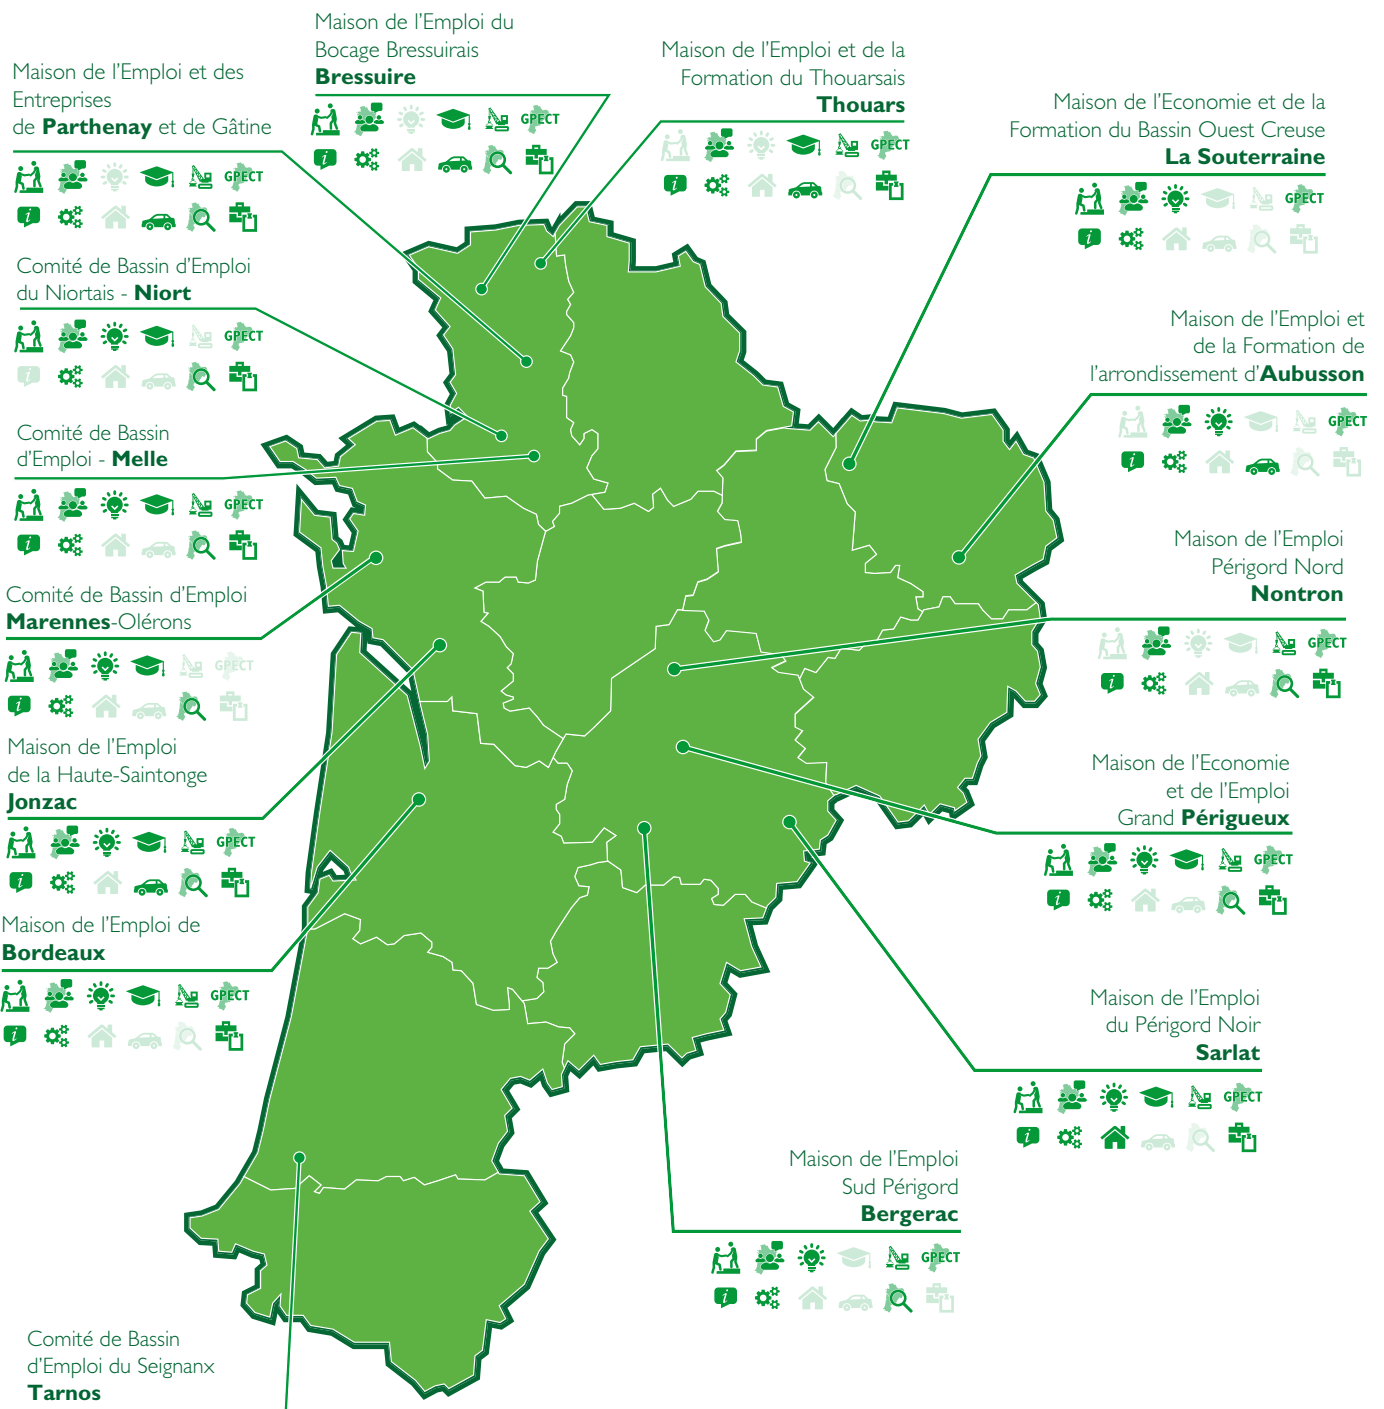 Maison de l'Emploi du
Bocage Bressuirais
Bressuire
GPECT
i
Maison de l'Emploi et de la
Formation du Thouarsais
Thouars
GPECT
i
Maison de l'Emploi et des
Entreprises
de Parthenay et de Gâtine
GPECT
i
Maison de l'Economie et de la
Formation du Bassin Ouest Creuse
La Souterraine
GPECT
i
Comité de Bassin d'Emploi
du Niortais - Niort
GPECT
i
Maison de l'Emploi et
de la Formation de
l'arrondissement d'Aubusson
GPECT
i
Comité de Bassin
d'Emploi - Melle
GPECT
i
Maison de l'Emploi
Périgord Nord
Nontron
GPECT
i
Comité de Bassin d'Emploi
Marennes-Olérons
GPECT
i
Maison de l'Emploi
de la Haute-Saintonge
Jonzac
GPECT
i
Maison de l'Economie
et de l'Emploi
Grand Périgueux
GPECT
i
Maison de l'Emploi de
Bordeaux
GPECT
i
Maison de l'Emploi
du Périgord Noir
Sarlat
GPECT
i
Maison de l'Emploi
Sud Périgord
Bergerac
GPECT
i
Comité de Bassin
d'Emploi du Seignanx
Tarnos